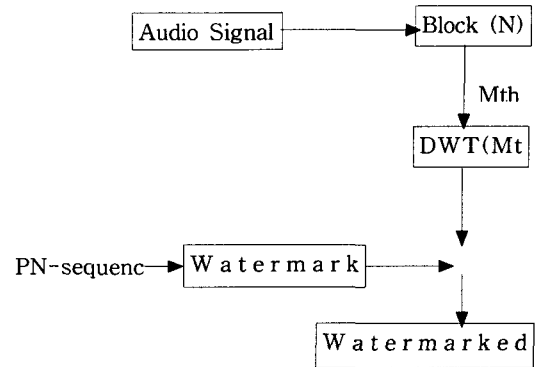 Audio Signal
Block (N)
Mth
DWT(Mt
PN-sequenc
Watermark
Watermarked